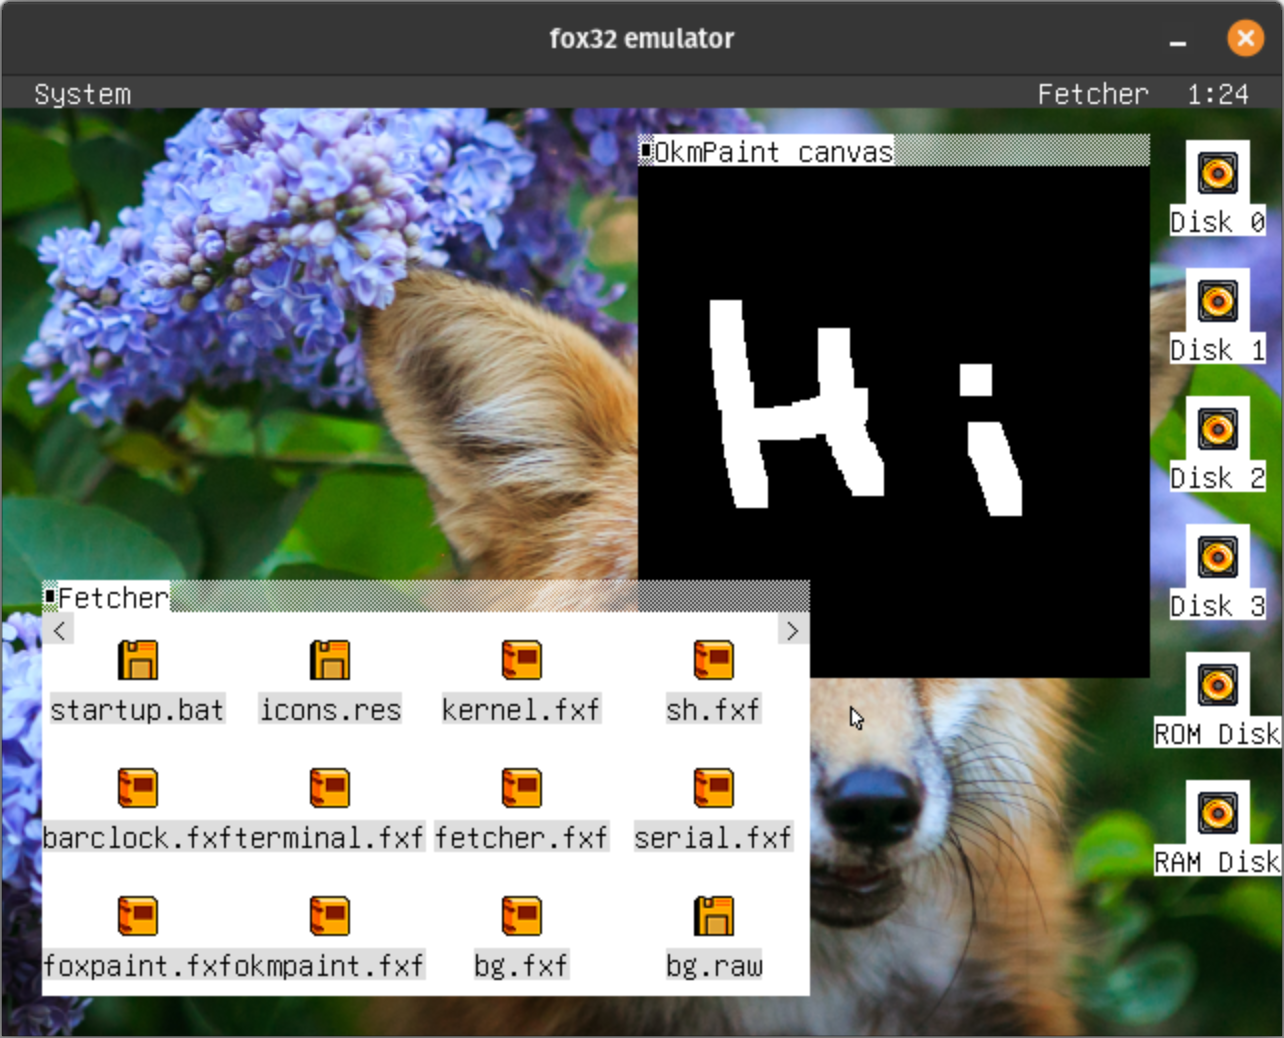 fox32 emulator
System Fetcher 1:24
OkmPaint canvas
Hi
Disk 0
Disk 1
Disk 2
Disk 3
ROM Disk
RAM Disk
Fetcher
< >
startup.bat icons.res kernel.fxf sh.fxf
barclock.fxf terminal.fxf fetcher.fxf serial.fxf
foxpaint.fxf okmpaint.fxf bg.fxf bg.raw